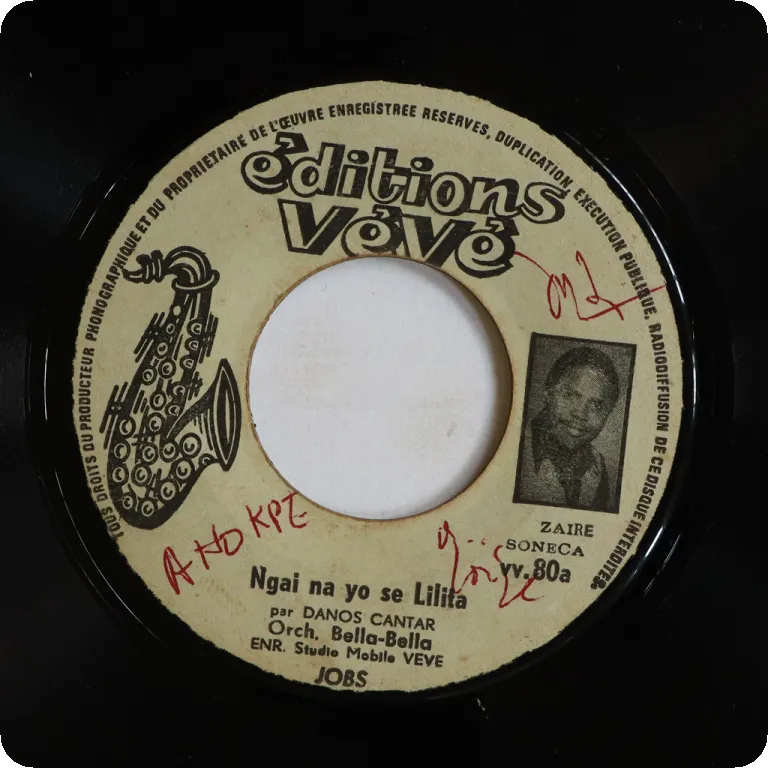 TOUS DROITS DU PRODUCTEUR PHONOGRAPHIQUE ET DU PROPRIETAIRE DE L'ŒUVRE ENREGISTREE RESERVES, DUPLICATION, EXECUTION PUBLIQUE, RADIODIFFUSION DE CE DISQUE INTERDITES.
éditions
Vévé
ZAIRE
SONECA
vv.80a
ANOKPE
Ngai na yo se Lilita
par DANOS CANTAR
Orch. Bella-Bella
ENR. Studio Mobile VEVE
JOBS